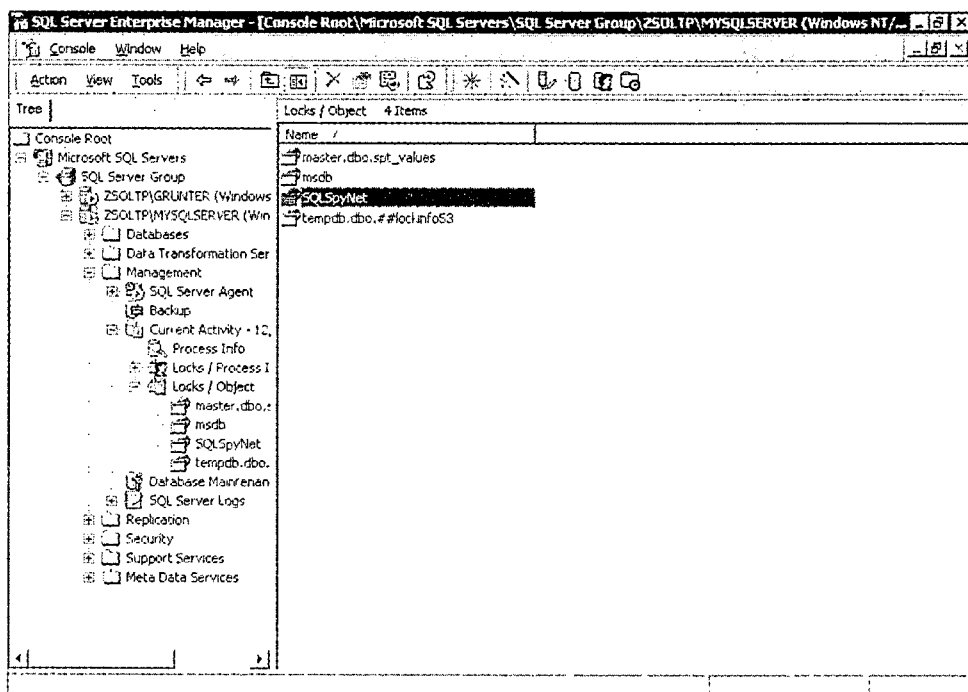 SQL Server Enterprise Manager - [Console Root\Microsoft SQL Servers\SQL Server Group\ZSOLTP\MYSQLSERVER (Windows NT/...
Console Window Help
Action View Tools
Tree
Locks / Object 4 Items
Console Root
Microsoft SQL Servers
SQL Server Group
ZSOLTP\GRUNTER (Windows
ZSOLTP\MYSQLSERVER (Win
Databases
Data Transformation Ser
Management
SQL Server Agent
Backup
Current Activity - 12,
Process Info
Locks / Process I
Locks / Object
master.dbo.s
msdb
SQLSpyNet
tempdb.dbo.
Database Maintenan
SQL Server Logs
Replication
Security
Support Services
Meta Data Services
Name /
master.dbo.spt_values
msdb
SQLSpyNet
tempdb.dbo.##lockinfo53